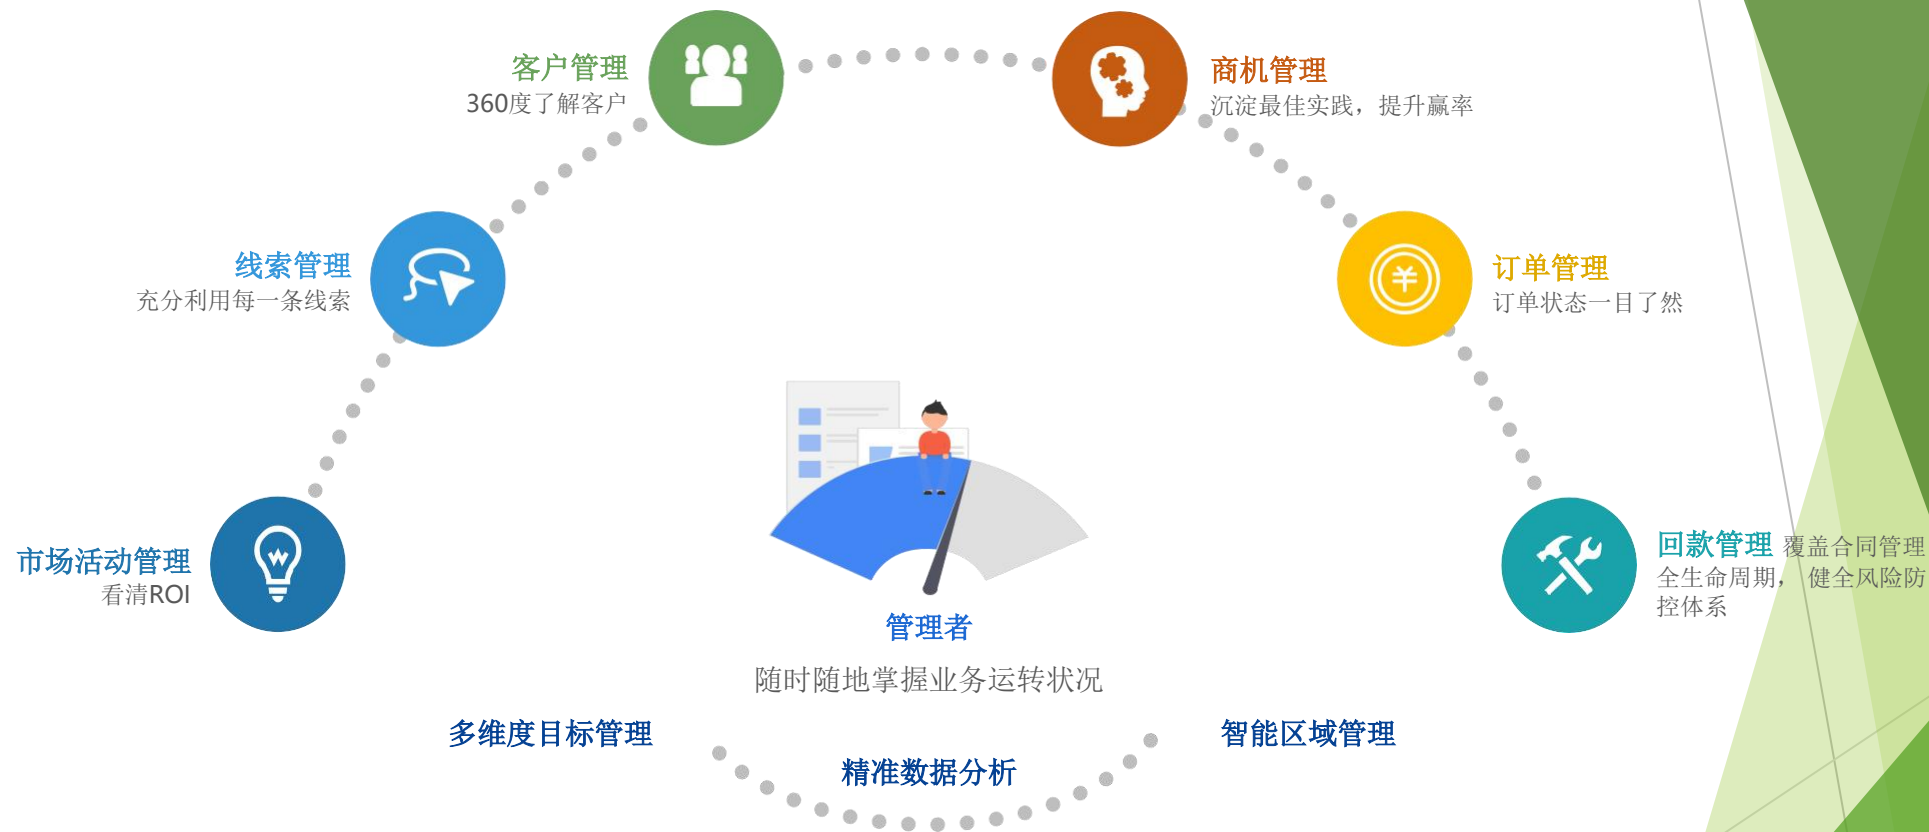 客户管理
360度了解客户
商机管理
沉淀最佳实践，提升赢率
线索管理
充分利用每一条线索
订单管理
订单状态一目了然
市场活动管理
看清ROI
回款管理 覆盖合同管理
全生命周期， 健全风险防
控体系
管理者
随时随地掌握业务运转状况
多维度目标管理
精准数据分析
智能区域管理